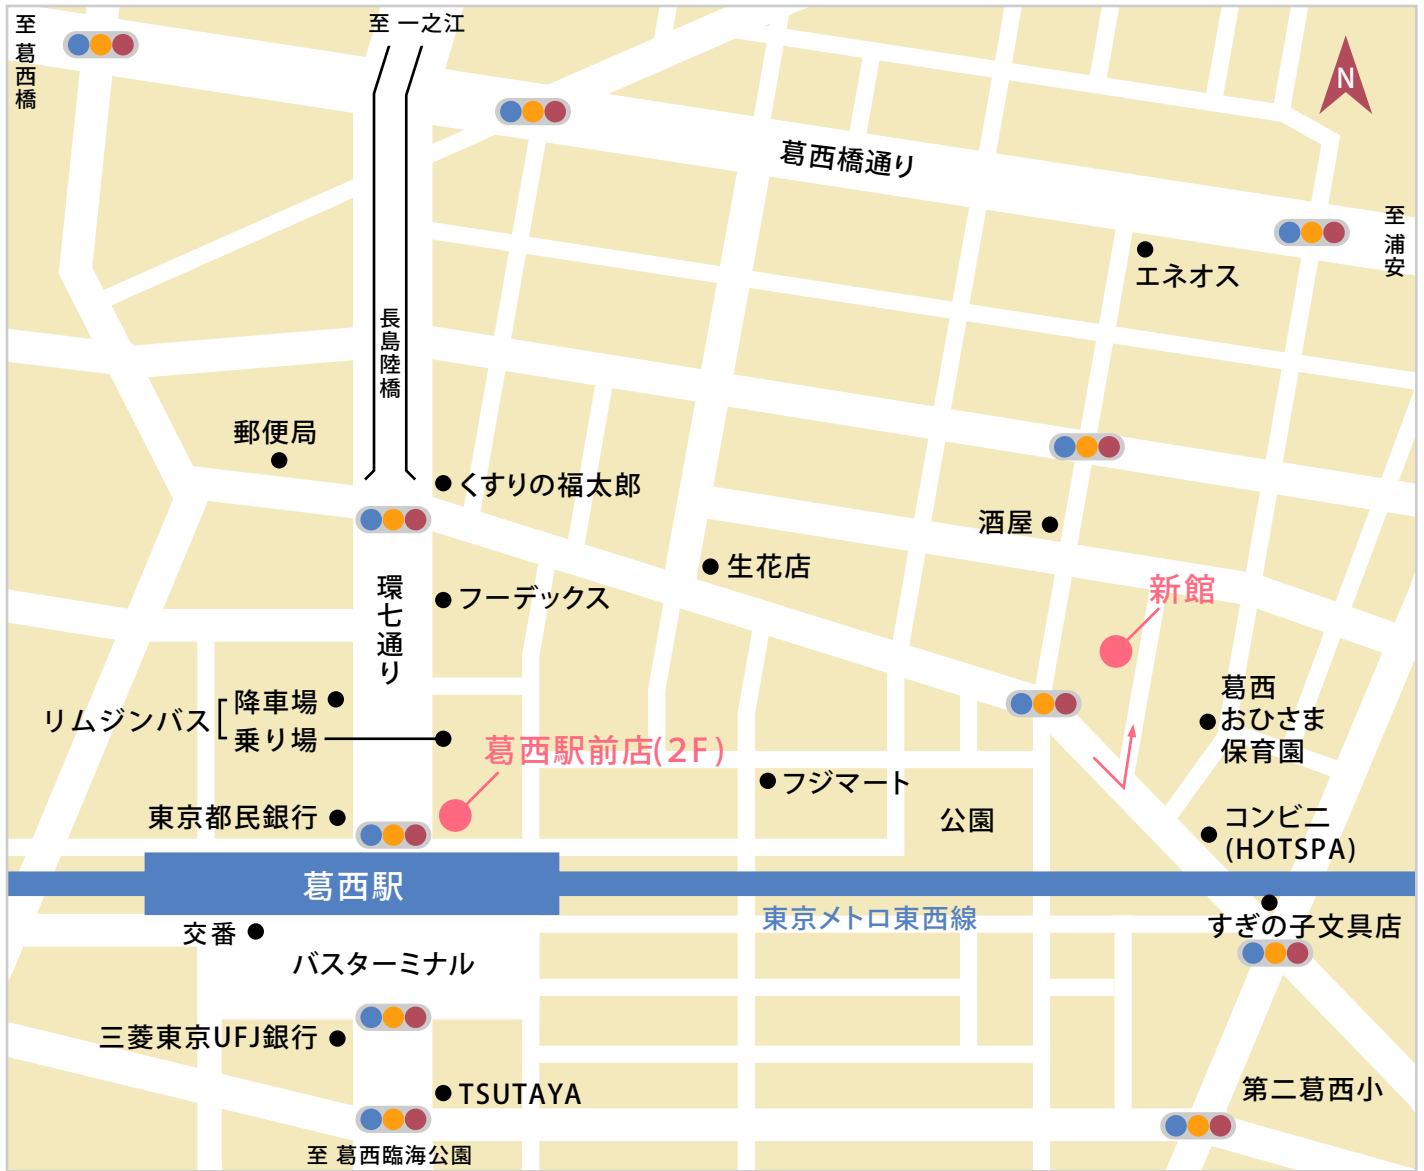 至 葛西橋
至 一之江
N
葛西橋通り
至 浦安
エネオス
長島陸橋
郵便局
くすりの福太郎
酒屋
生花店
環七通り
フーデックス
新館
リムジンバス
降車場
乗り場
葛西
おひさま
保育園
葛西駅前店(2F)
フジマート
東京都民銀行
公園
コンビニ
(HOTSPA)
葛西駅
東京メトロ東西線
すぎの子文具店
交番
バスターミナル
三菱東京UFJ銀行
TSUTAYA
第二葛西小
至 葛西臨海公園